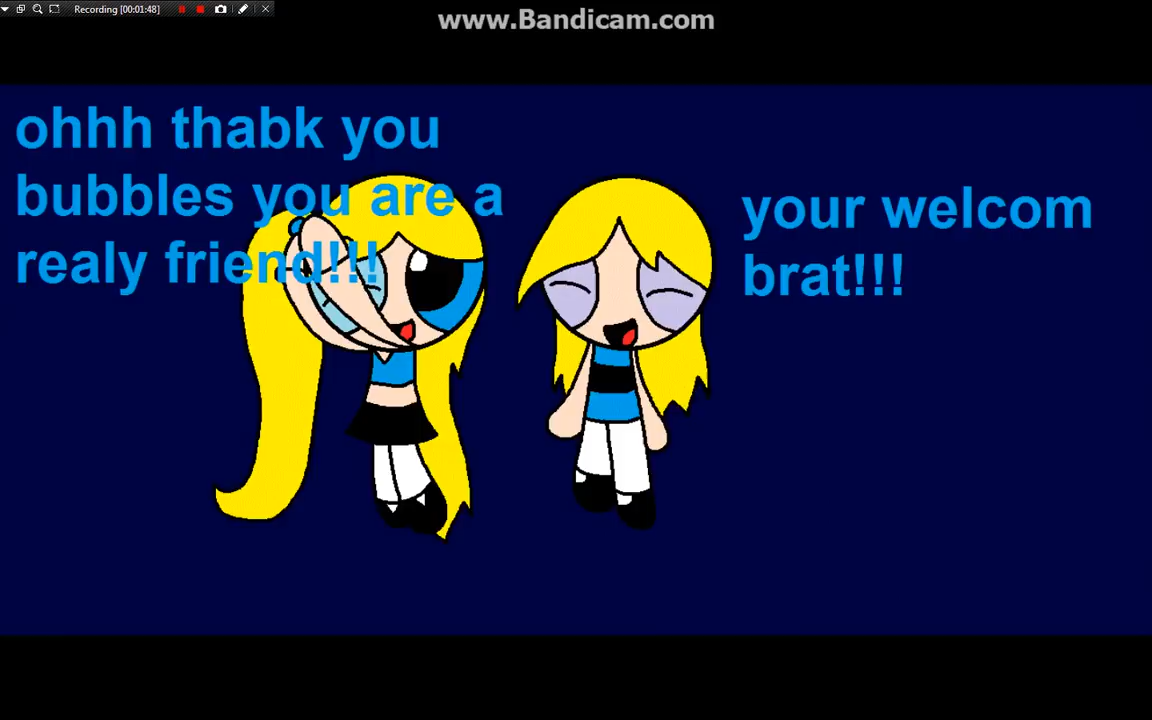 Recording [00:01:48]
www.Bandicam.com
ohhh thabk you
bubbles you are a
realy friend!!!
your welcom
brat!!!